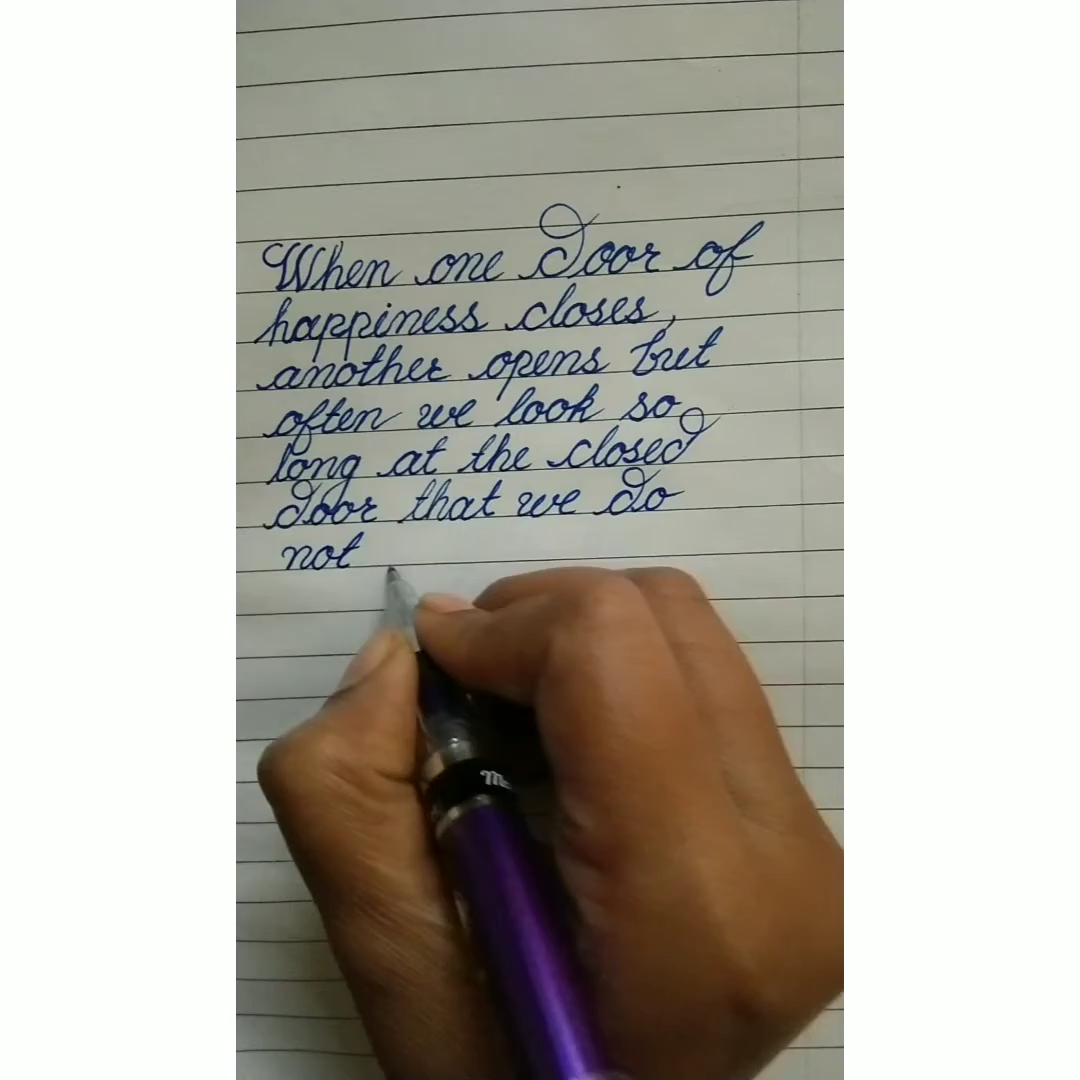 When one door of
happiness closes,
another opens but
often we look so
long at the closed
door that we do
not